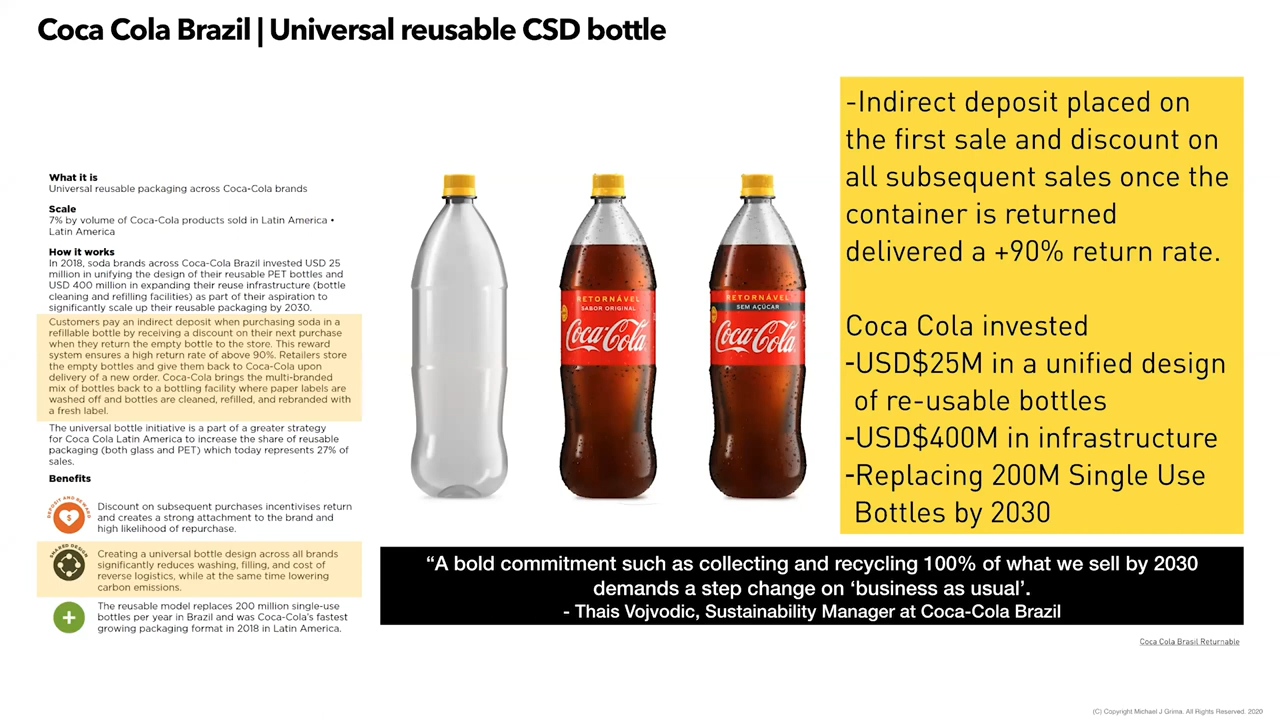 Coca Cola Brazil | Universal reusable CSD bottle
What it is
Universal reusable packaging across Coca-Cola brands
Scale
7% by volume of Coca-Cola products sold in Latin America •
Latin America
How it works
In 2018, soda brands across Coca-Cola Brazil invested USD 25
million in unifying the design of their reusable PET bottles and
USD 400 million in expanding their reuse infrastructure (bottle
cleaning and refilling facilities) as part of their aspiration to
significantly scale up their reusable packaging by 2030.
Customers pay an indirect deposit when purchasing soda in a
refillable bottle by receiving a discount on their next purchase
when they return the empty bottle to the store. This reward
system ensures a high return rate of above 90%. Retailers store
the empty bottles and give them back to Coca-Cola upon
delivery of a new order. Coca-Cola brings the multi-branded
mix of bottles back to a bottling facility where paper labels are
washed off and bottles are cleaned, refilled, and rebranded with
a fresh label.
The universal bottle initiative is a part of a greater strategy
for Coca Cola Latin America to increase the share of reusable
packaging (both glass and PET) which today represents 27% of
sales.
Benefits
DEPOSIT AND REWARD
$
Discount on subsequent purchases incentivises return
and creates a strong attachment to the brand and
high likelihood of repurchase.
SHARED DESIGN
Creating a universal bottle design across all brands
significantly reduces washing, filling, and cost of
reverse logistics, while at the same time lowering
carbon emissions.
The reusable model replaces 200 million single-use
bottles per year in Brazil and was Coca-Cola's fastest
growing packaging format in 2018 in Latin America.
RETORNÁVEL
SABOR ORIGINAL
Coca-Cola
RETORNÁVEL
SEM AÇÚCAR
Coca-Cola
-Indirect deposit placed on
the first sale and discount on
all subsequent sales once the
container is returned
delivered a +90% return rate.
Coca Cola invested
-USD$25M in a unified design
of re-usable bottles
-USD$400M in infrastructure
-Replacing 200M Single Use
Bottles by 2030
“A bold commitment such as collecting and recycling 100% of what we sell by 2030
demands a step change on ‘business as usual’.
- Thais Vojvodic, Sustainability Manager at Coca-Cola Brazil
Coca Cola Brasil Returnable
(C) Copyright Michael J Grima. All Rights Reserved. 2020